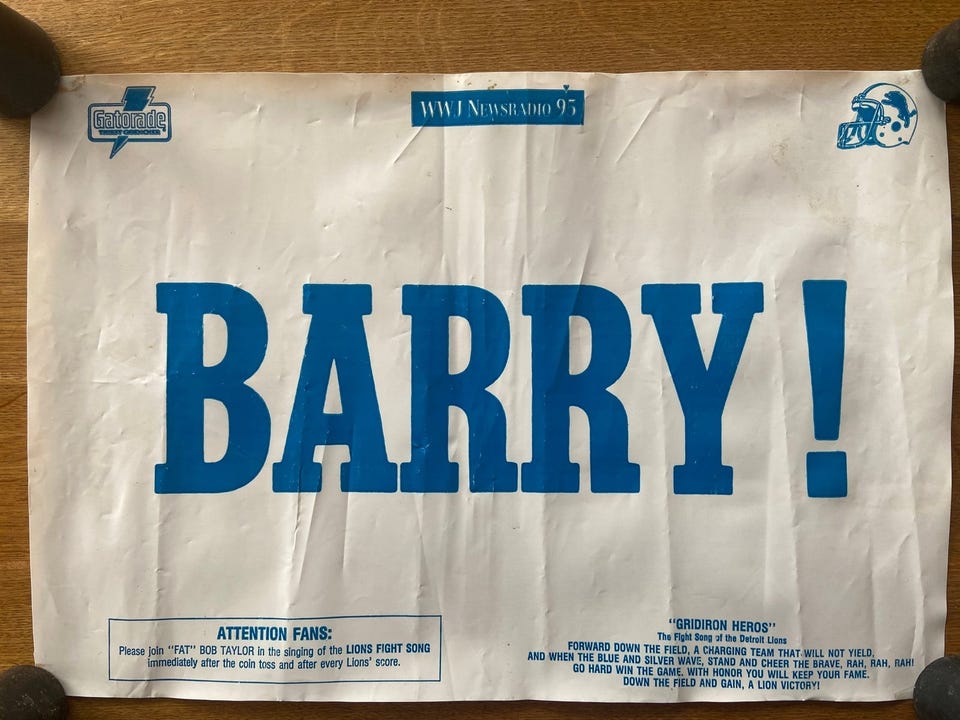 Gatorade
THIRST QUENCHER
WWJ NEWSRADIO 95
BARRY!
ATTENTION FANS:
Please join "FAT" BOB TAYLOR in the singing of the LIONS FIGHT SONG
immediately after the coin toss and after every Lions' score.
"GRIDIRON HEROS"
The Fight Song of the Detroit Lions
FORWARD DOWN THE FIELD, A CHARGING TEAM THAT WILL NOT YIELD,
AND WHEN THE BLUE AND SILVER WAVE, STAND AND CHEER THE BRAVE, RAH, RAH, RAH!
GO HARD WIN THE GAME. WITH HONOR YOU WILL KEEP YOUR FAME.
DOWN THE FIELD AND GAIN, A LION VICTORY!